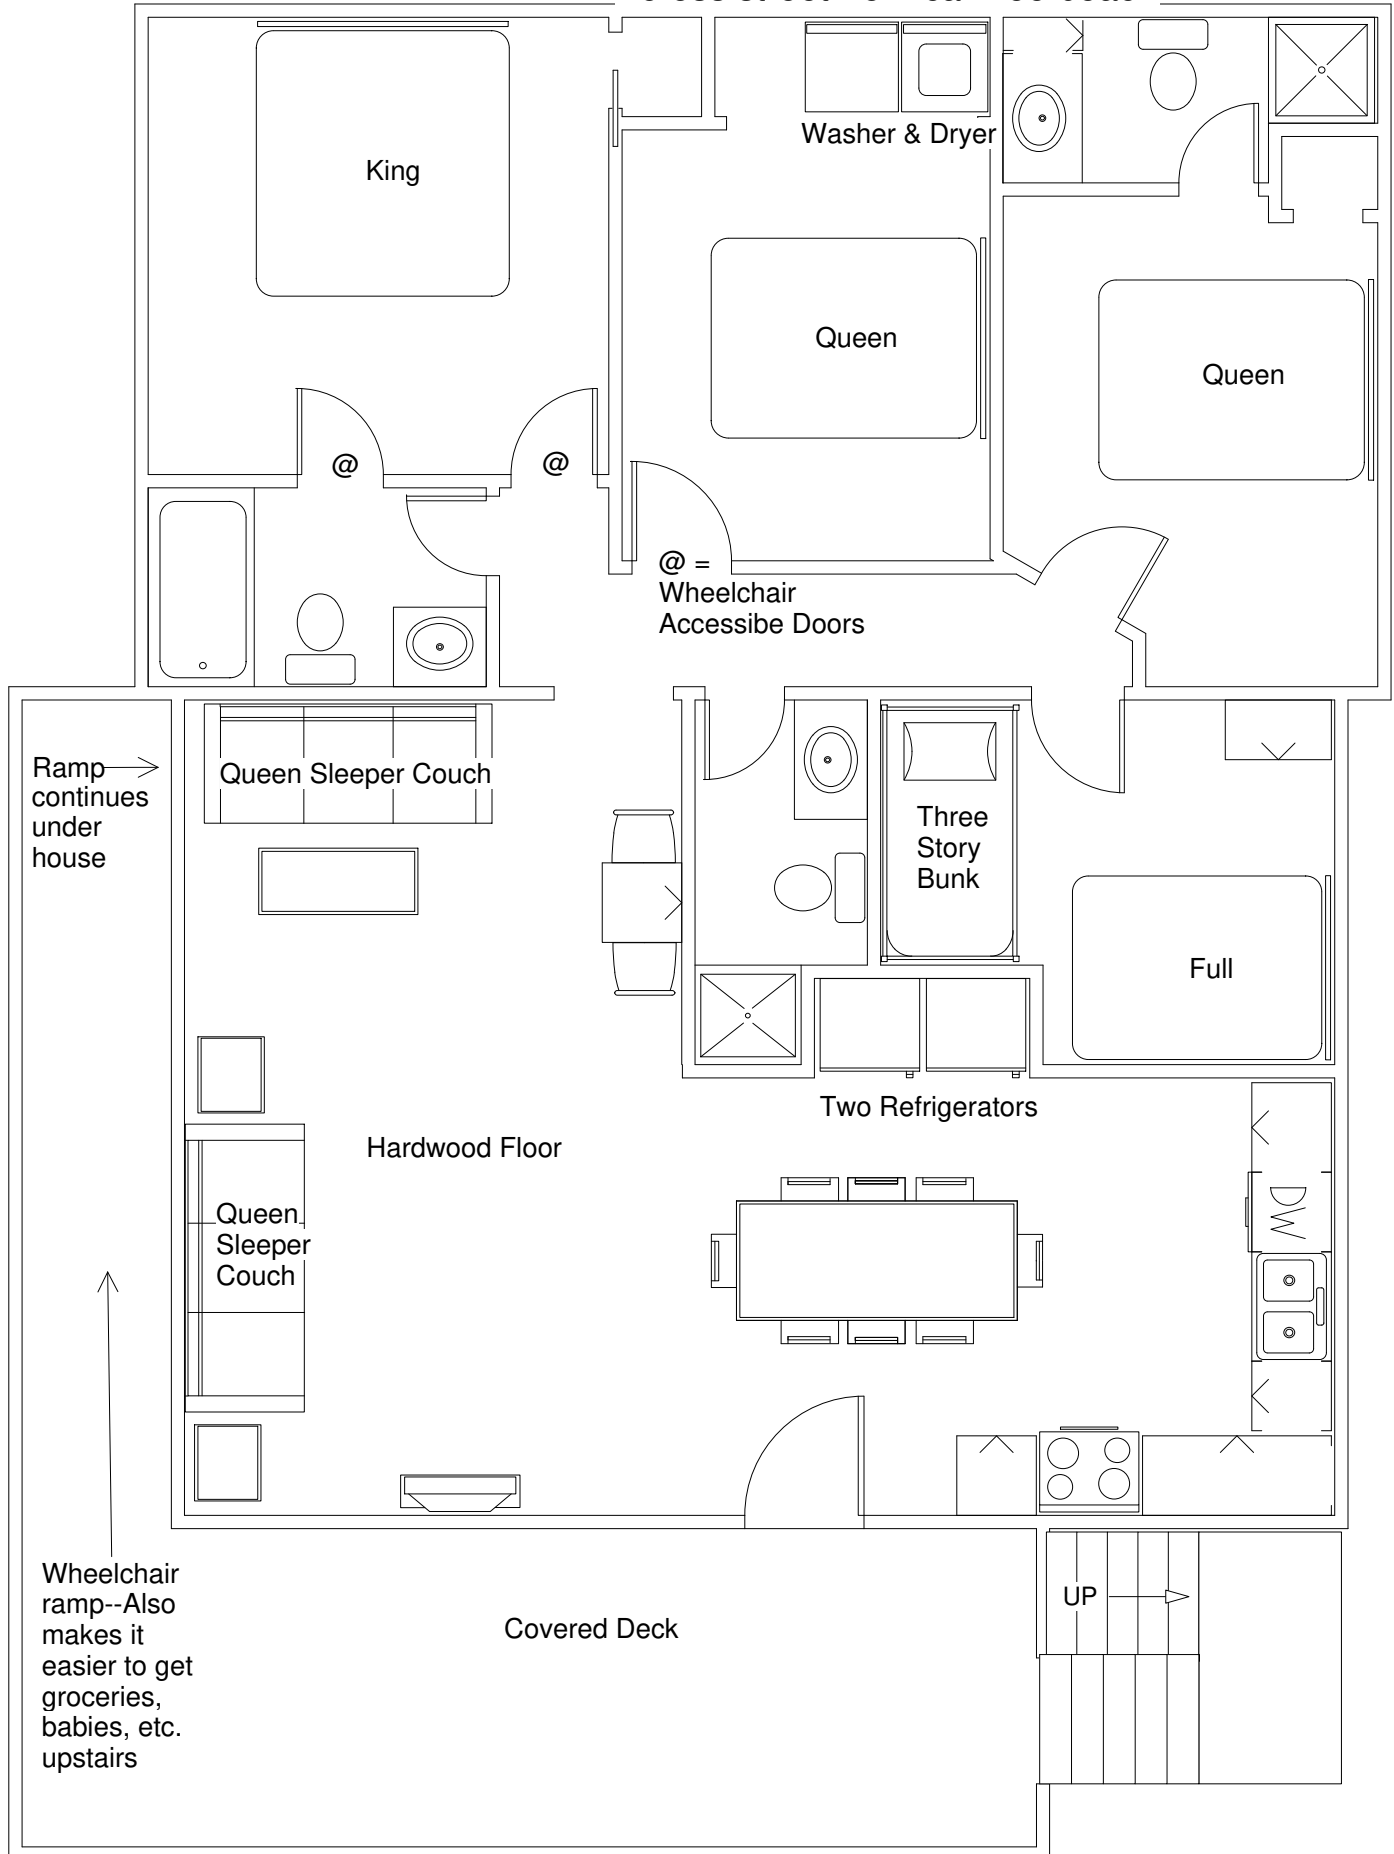 Washer & Dryer
King
Queen
Queen
@
@
@ =
Wheelchair
Accessibe Doors
Ramp
continues
under
house
Queen Sleeper Couch
Three
Story
Bunk
Full
Two Refrigerators
Hardwood Floor
DW
Queen
Sleeper
Couch
Wheelchair
ramp--Also
makes it
easier to get
groceries,
babies, etc.
upstairs
UP
Covered Deck